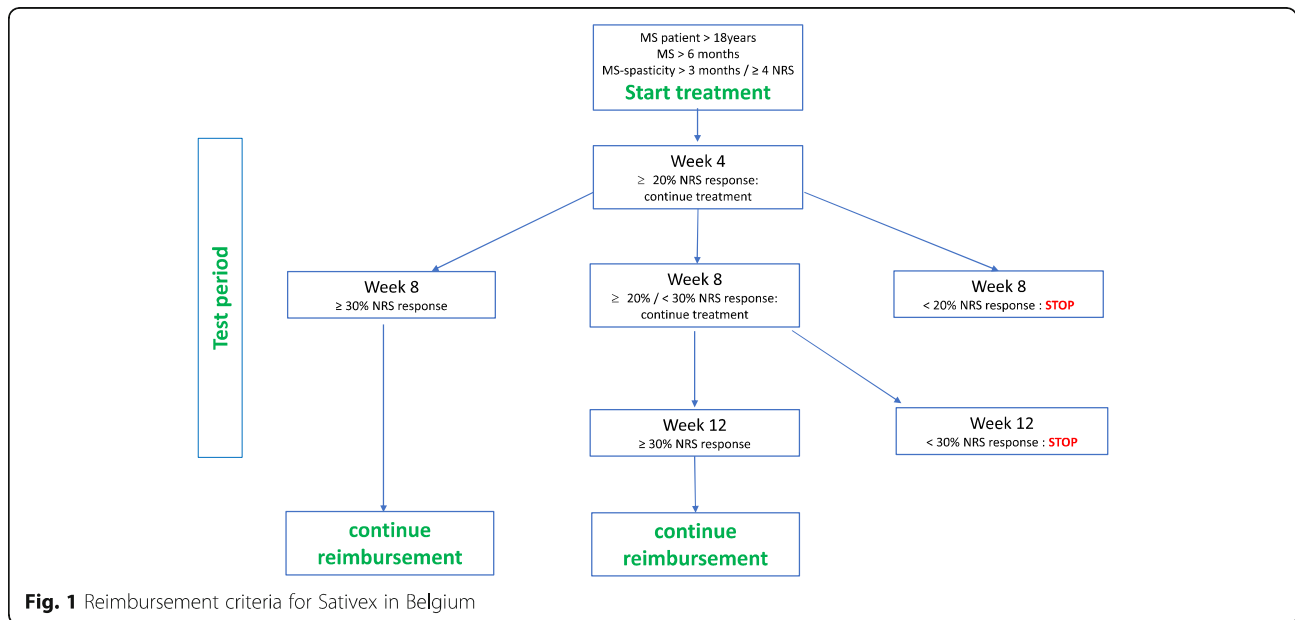 MS patient > 18years
MS > 6 months
MS-spasticity > 3 months / ≥ 4 NRS
Start treatment
Test period
Week 4
≥ 20% NRS response:
continue treatment
Week 8
≥ 30% NRS response
Week 8
≥ 20% / < 30% NRS response:
continue treatment
Week 8
< 20% NRS response : STOP
Week 12
≥ 30% NRS response
Week 12
< 30% NRS response : STOP
continue
reimbursement
continue
reimbursement
Fig. 1 Reimbursement criteria for Sativex in Belgium